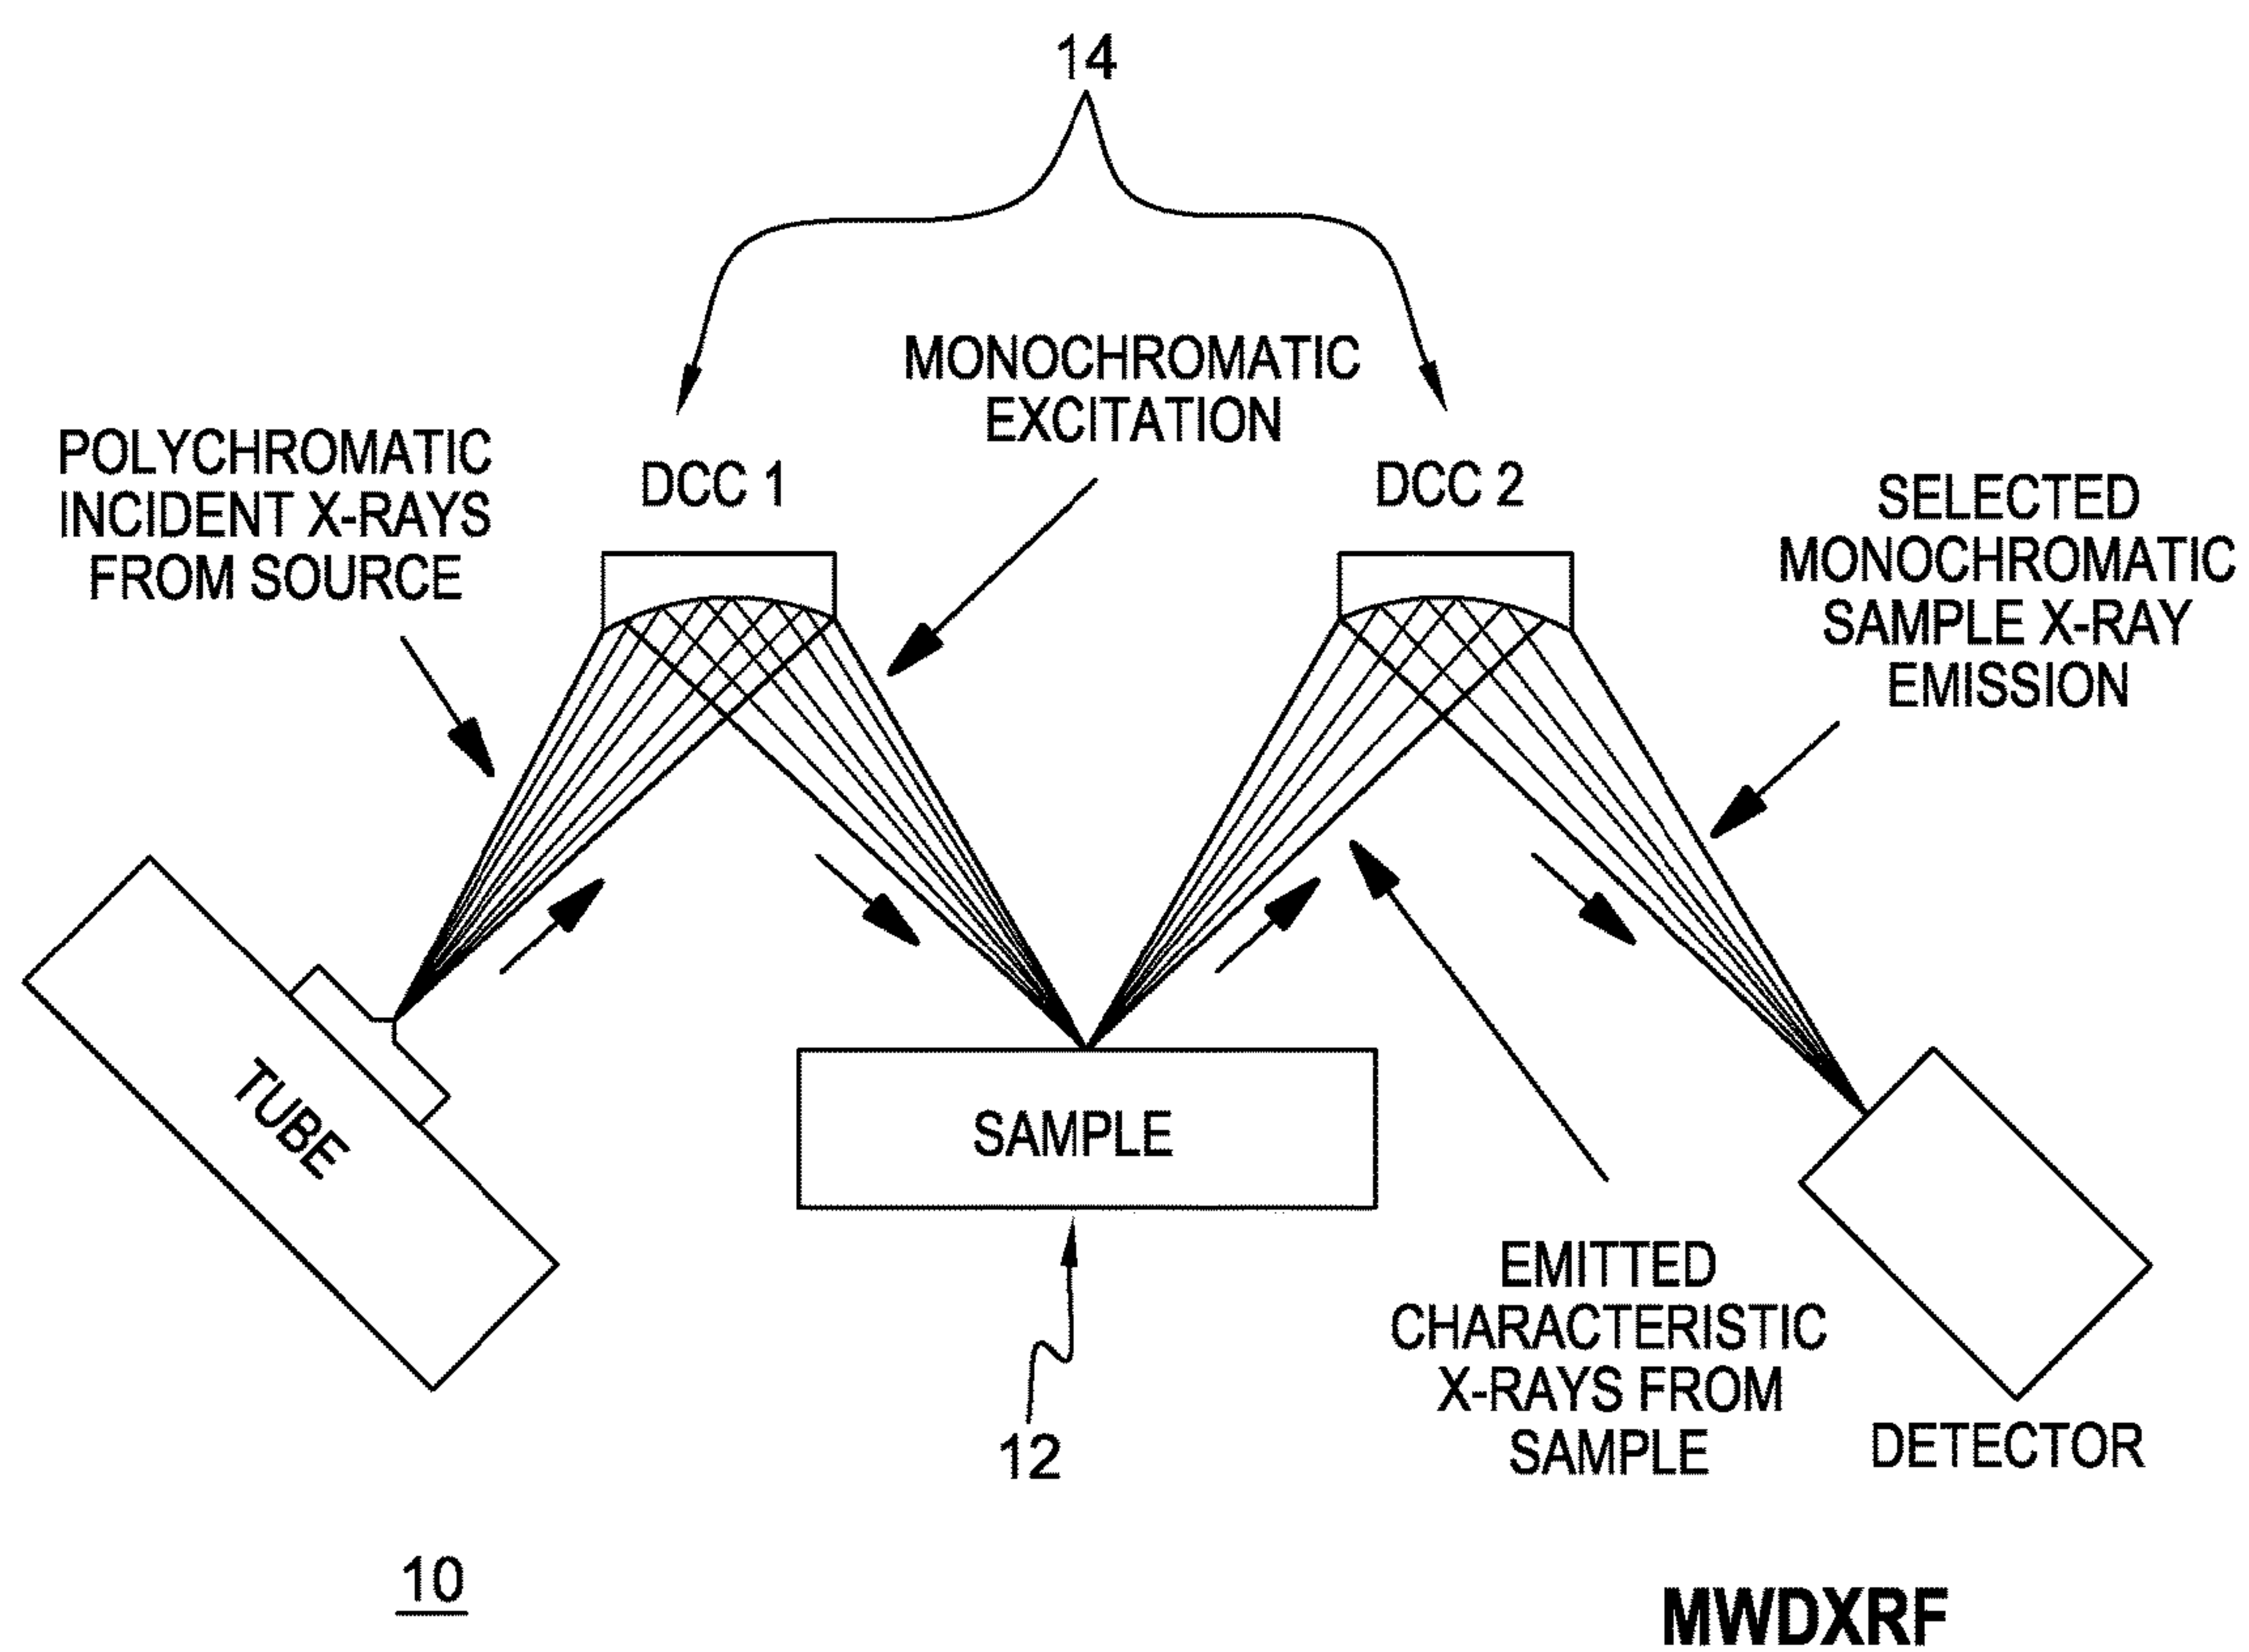 14
MONOCHROMATIC
EXCITATION
POLYCHROMATIC
INCIDENT X-RAYS
FROM SOURCE
DCC 1
DCC 2
SELECTED
MONOCHROMATIC
SAMPLE X-RAY
EMISSION
TUBE
SAMPLE
12
EMITTED
CHARACTERISTIC
X-RAYS FROM
SAMPLE
DETECTOR
10
MWDXRF